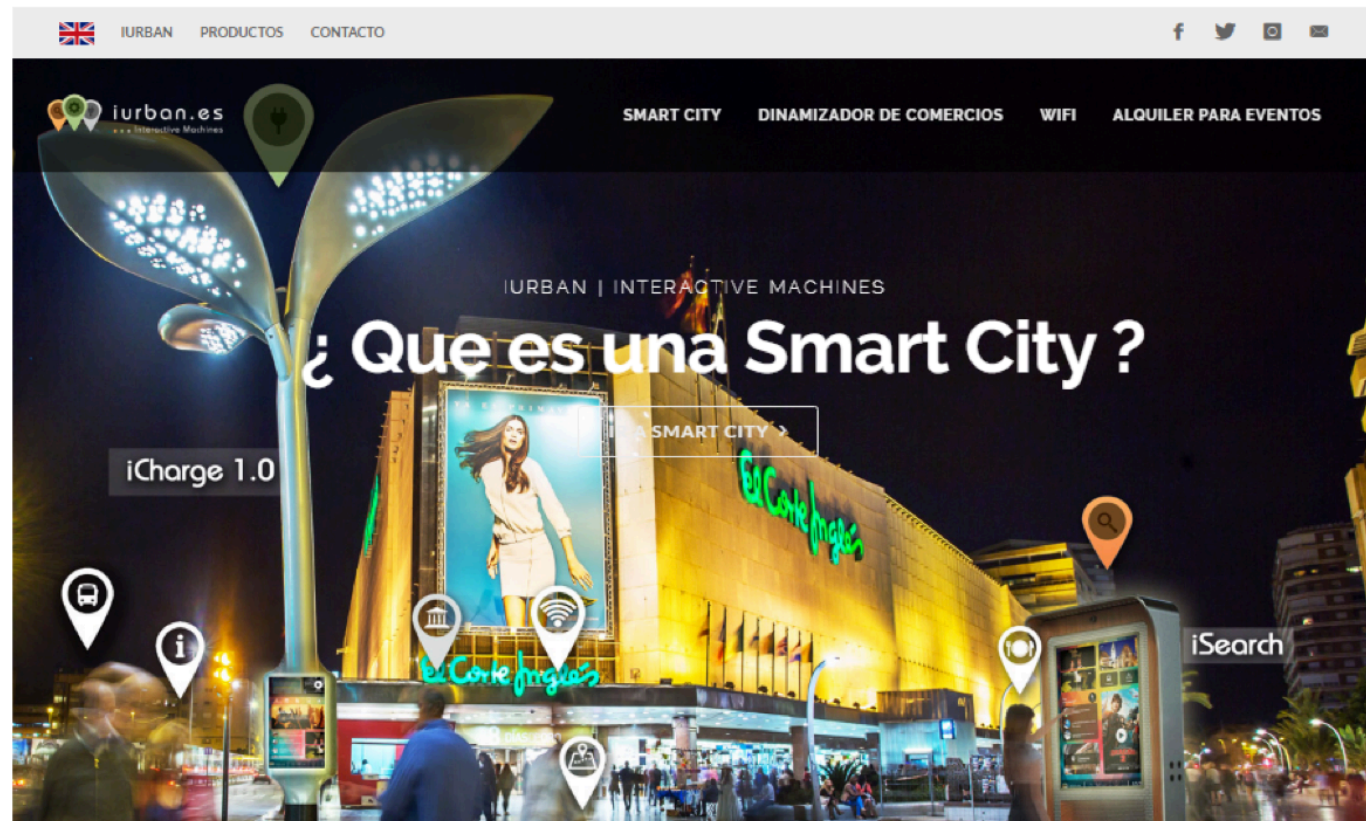 IURBAN PRODUCTOS CONTACTO
iurban.es
Interactive Machines
SMART CITY DINAMIZADOR DE COMERCIOS WIFI ALQUILER PARA EVENTOS
IURBAN | INTERACTIVE MACHINES
¿ Que es una Smart City ?
SMART CITY >
El Corte Inglés
iCharge 1.0
iSearch
El Corte Inglés